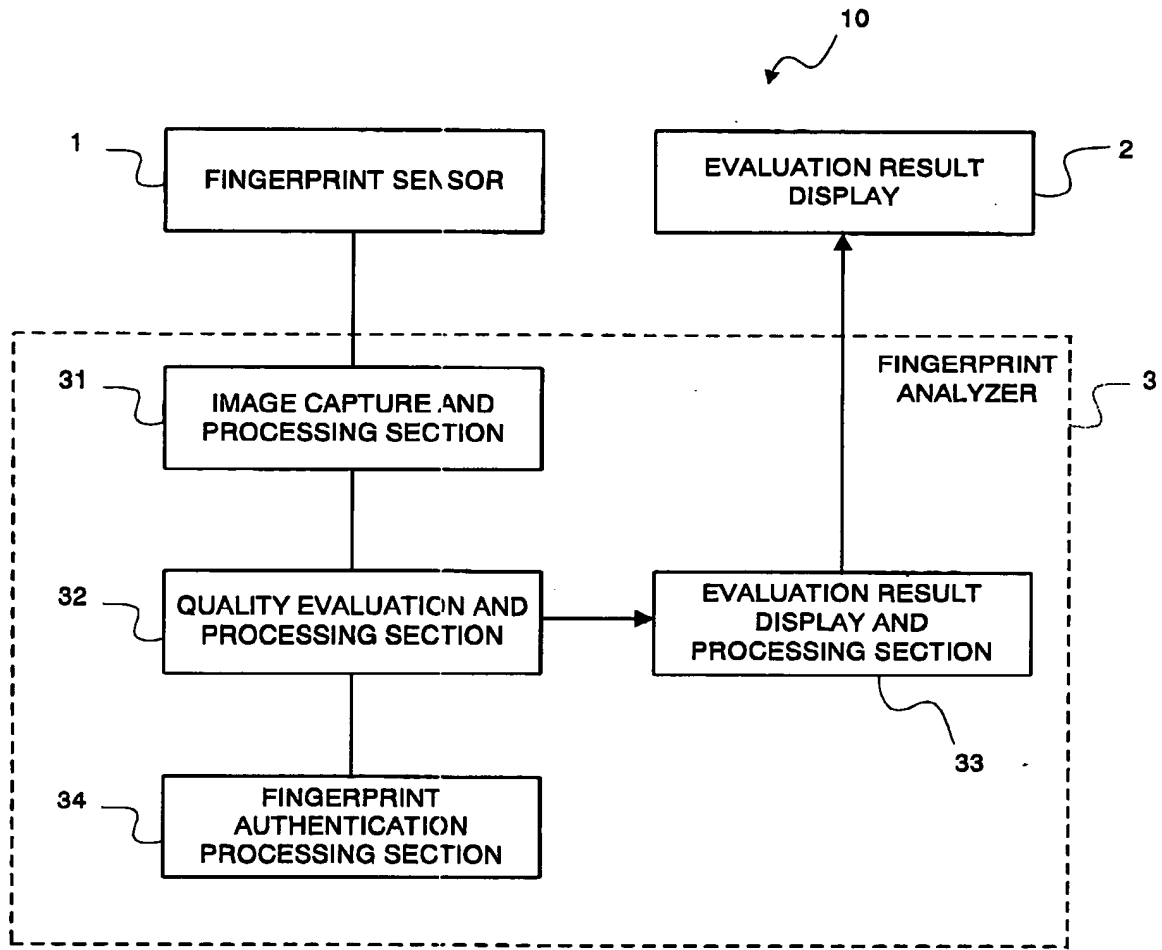 10
1
FINGERPRINT SENSOR
EVALUATION RESULT
DISPLAY
2
FINGERPRINT
ANALYZER
3
31
IMAGE CAPTURE AND
PROCESSING SECTION
32
QUALITY EVALUATION AND
PROCESSING SECTION
EVALUATION RESULT
DISPLAY AND
PROCESSING SECTION
33
34
FINGERPRINT
AUTHENTICATION
PROCESSING SECTION